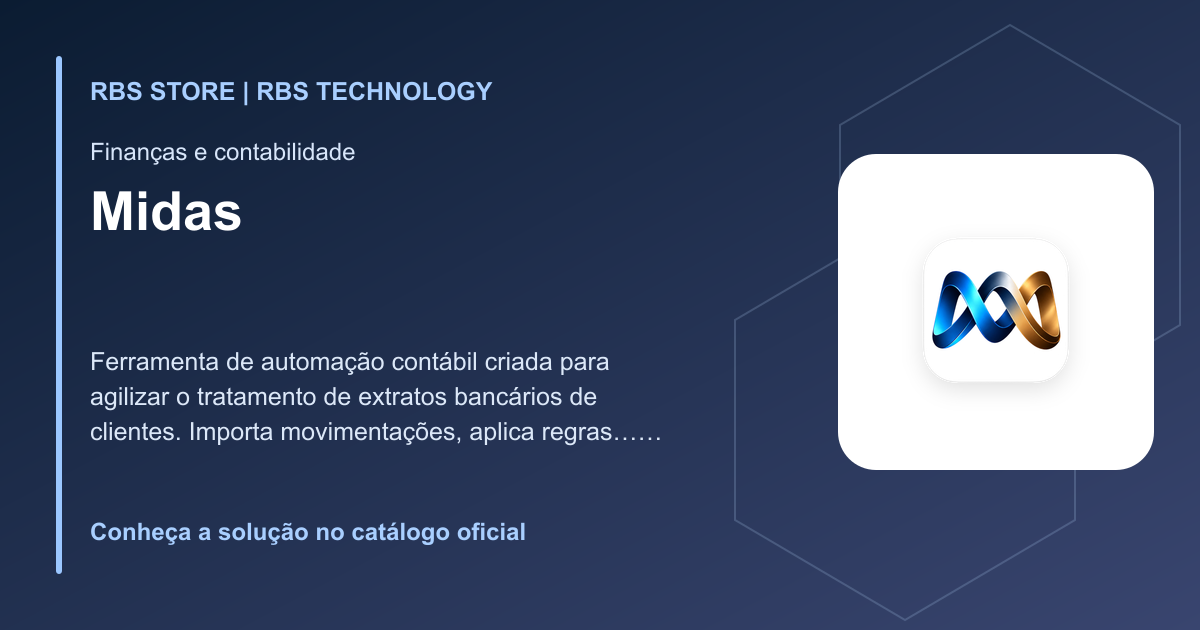 RBS STORE | RBS TECHNOLOGY
Finanças e contabilidade
Midas
Ferramenta de automação contábil criada para
agilizar o tratamento de extratos bancários de
clientes. Importa movimentações, aplica regras……
Conheça a solução no catálogo oficial